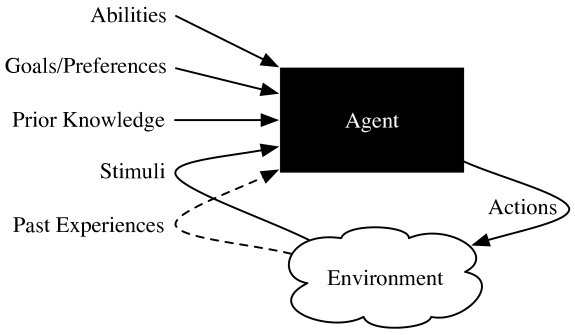 Abilities
Goals/Preferences
Prior Knowledge
Agent
Stimuli
Past Experiences
Actions
Environment